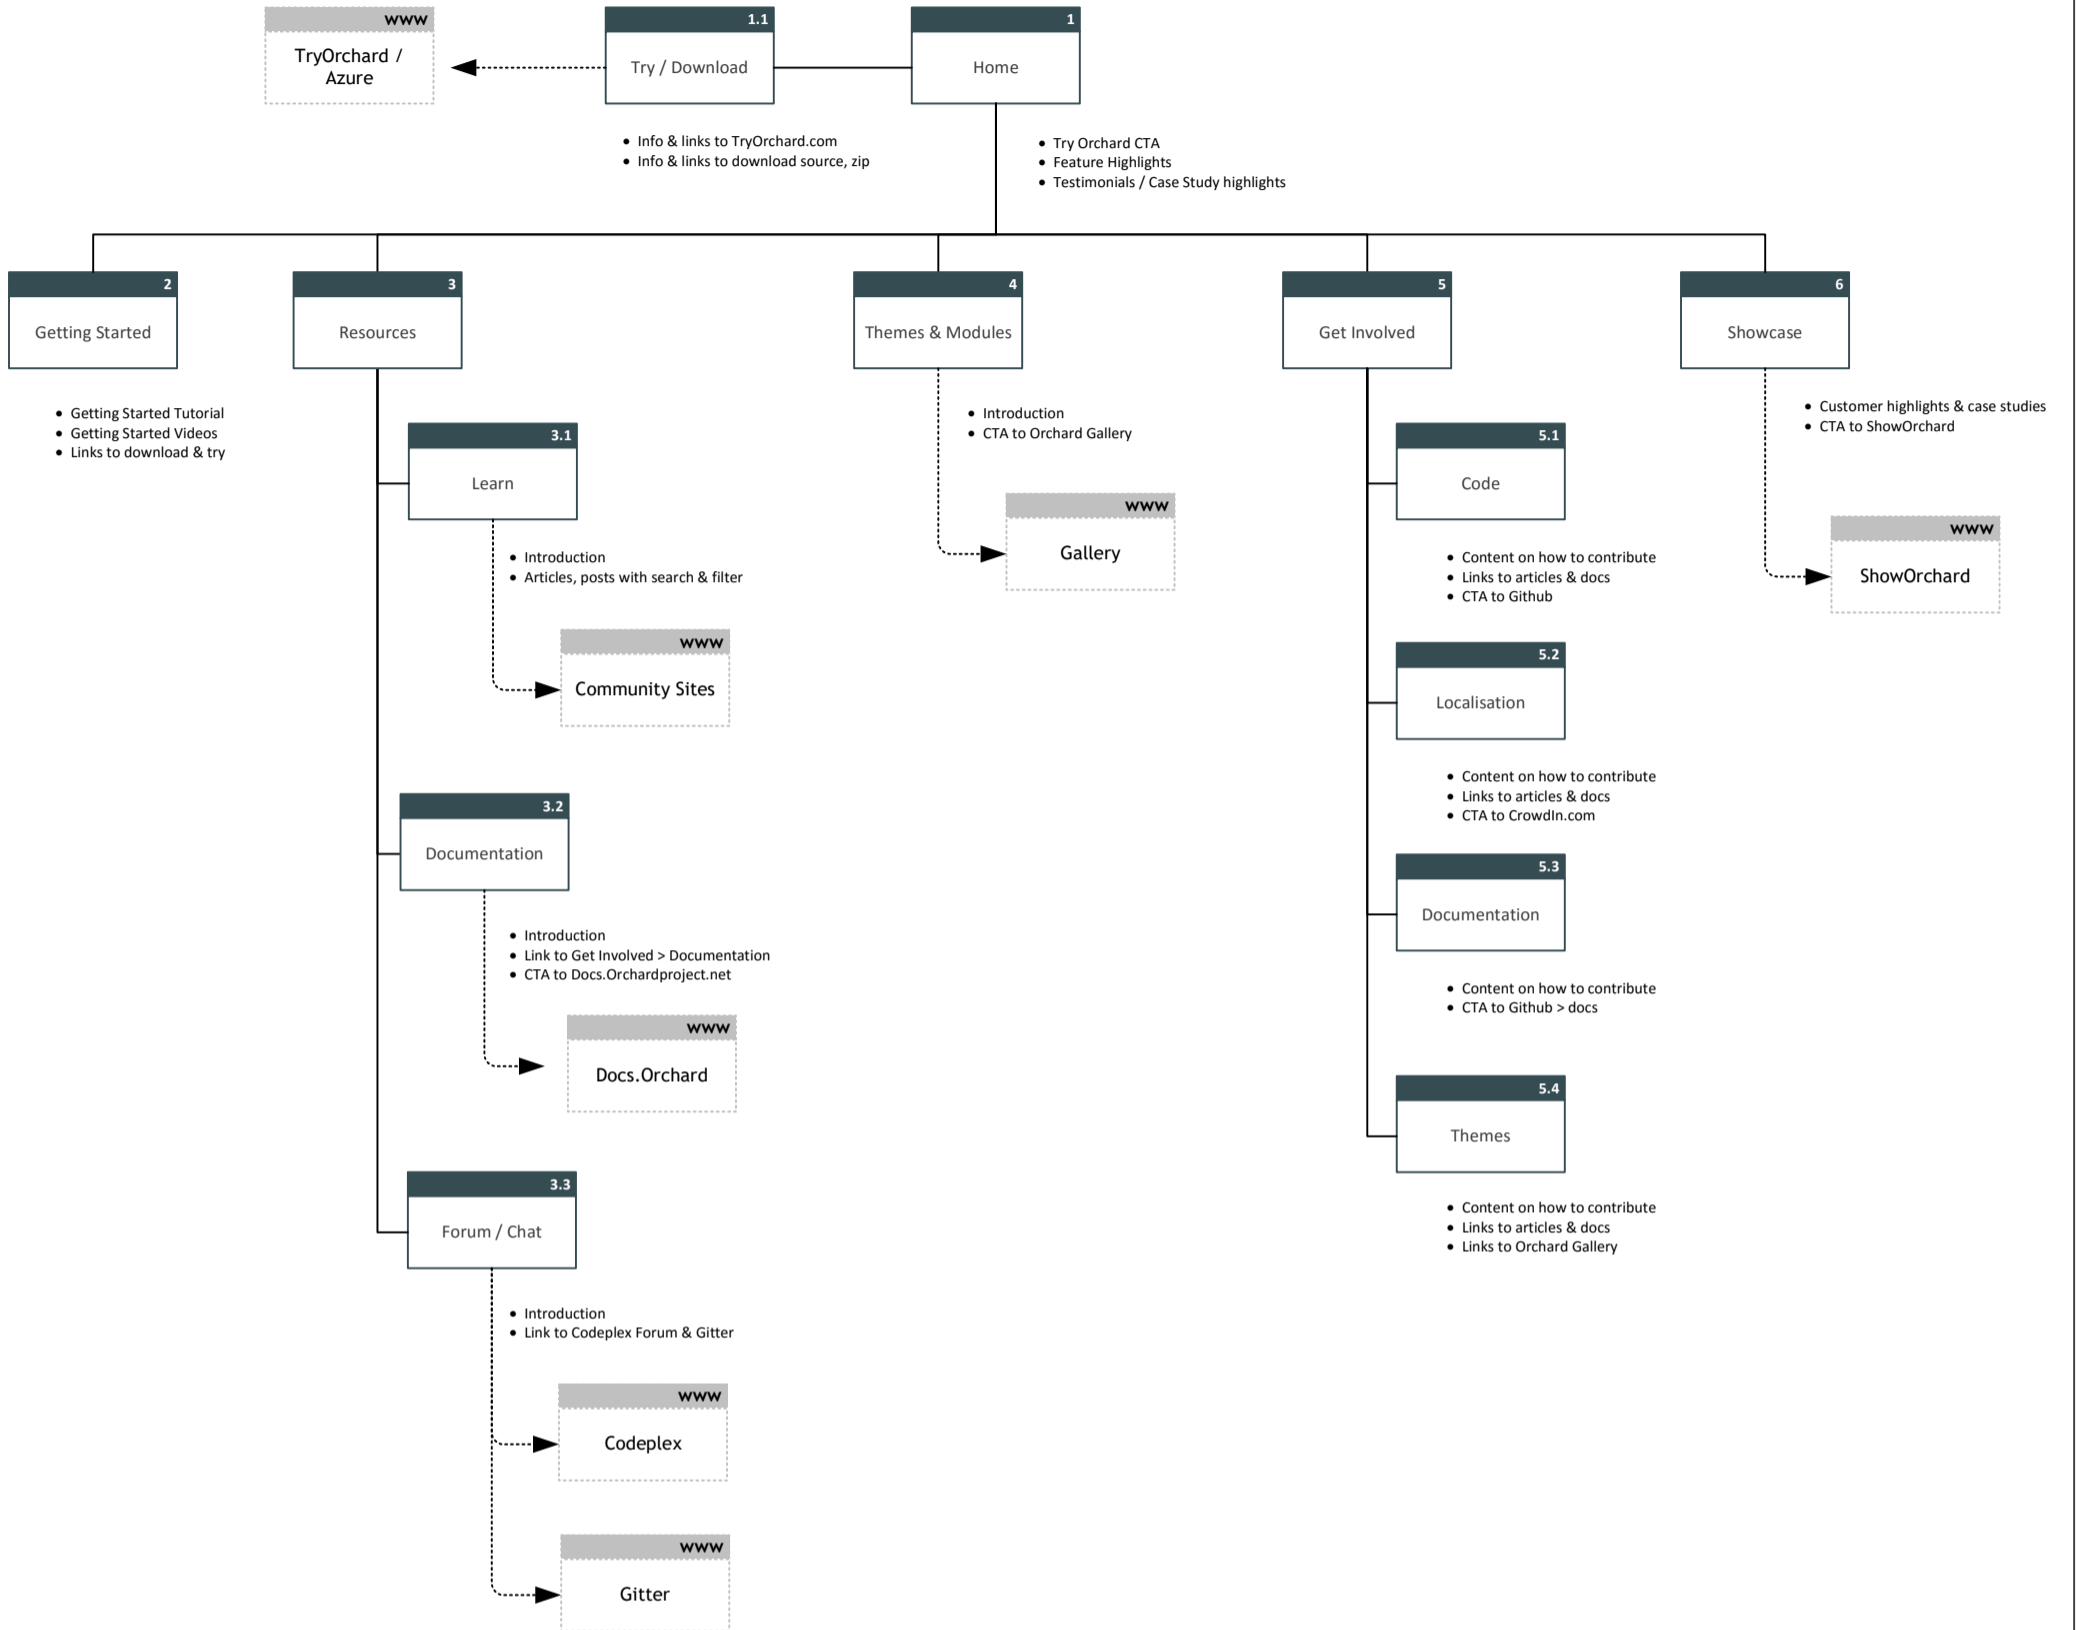 www
TryOrchard /
Azure
1.1
Try / Download
1
Home
• Info & links to TryOrchard.com
• Info & links to download source, zip
• Try Orchard CTA
• Feature Highlights
• Testimonials / Case Study highlights
2
Getting Started
• Getting Started Tutorial
• Getting Started Videos
• Links to download & try
3
Resources
3.1
Learn
• Introduction
• Articles, posts with search & filter
www
Community Sites
3.2
Documentation
• Introduction
• Link to Get Involved > Documentation
• CTA to Docs.Orchardproject.net
www
Docs.Orchard
3.3
Forum / Chat
• Introduction
• Link to Codeplex Forum & Gitter
www
Codeplex
www
Gitter
4
Themes & Modules
• Introduction
• CTA to Orchard Gallery
www
Gallery
5
Get Involved
5.1
Code
• Content on how to contribute
• Links to articles & docs
• CTA to Github
5.2
Localisation
• Content on how to contribute
• Links to articles & docs
• CTA to CrowdIn.com
5.3
Documentation
• Content on how to contribute
• CTA to Github > docs
5.4
Themes
• Content on how to contribute
• Links to articles & docs
• Links to Orchard Gallery
6
Showcase
• Customer highlights & case studies
• CTA to ShowOrchard
www
ShowOrchard